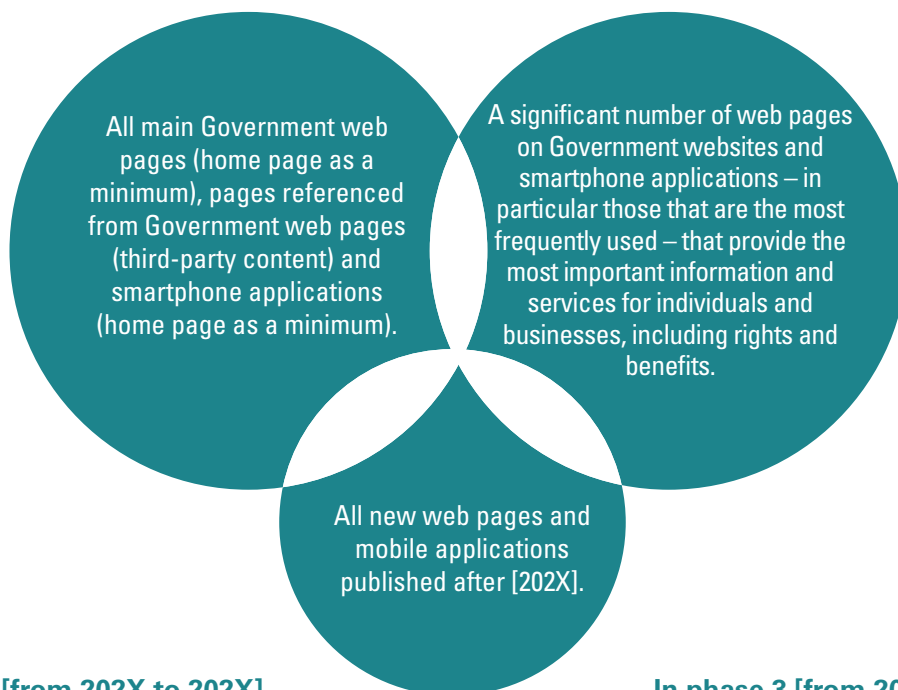 All main Government web
pages (home page as a
minimum), pages referenced
from Government web pages
(third-party content) and
smartphone applications
(home page as a minimum).
A significant number of web pages
on Government websites and
smartphone applications – in
particular those that are the most
frequently used – that provide the
most important information and
services for individuals and
businesses, including rights and
benefits.
All new web pages and
mobile applications
published after [202X].
[from 202X to 202X]
In phase 3 [from 20